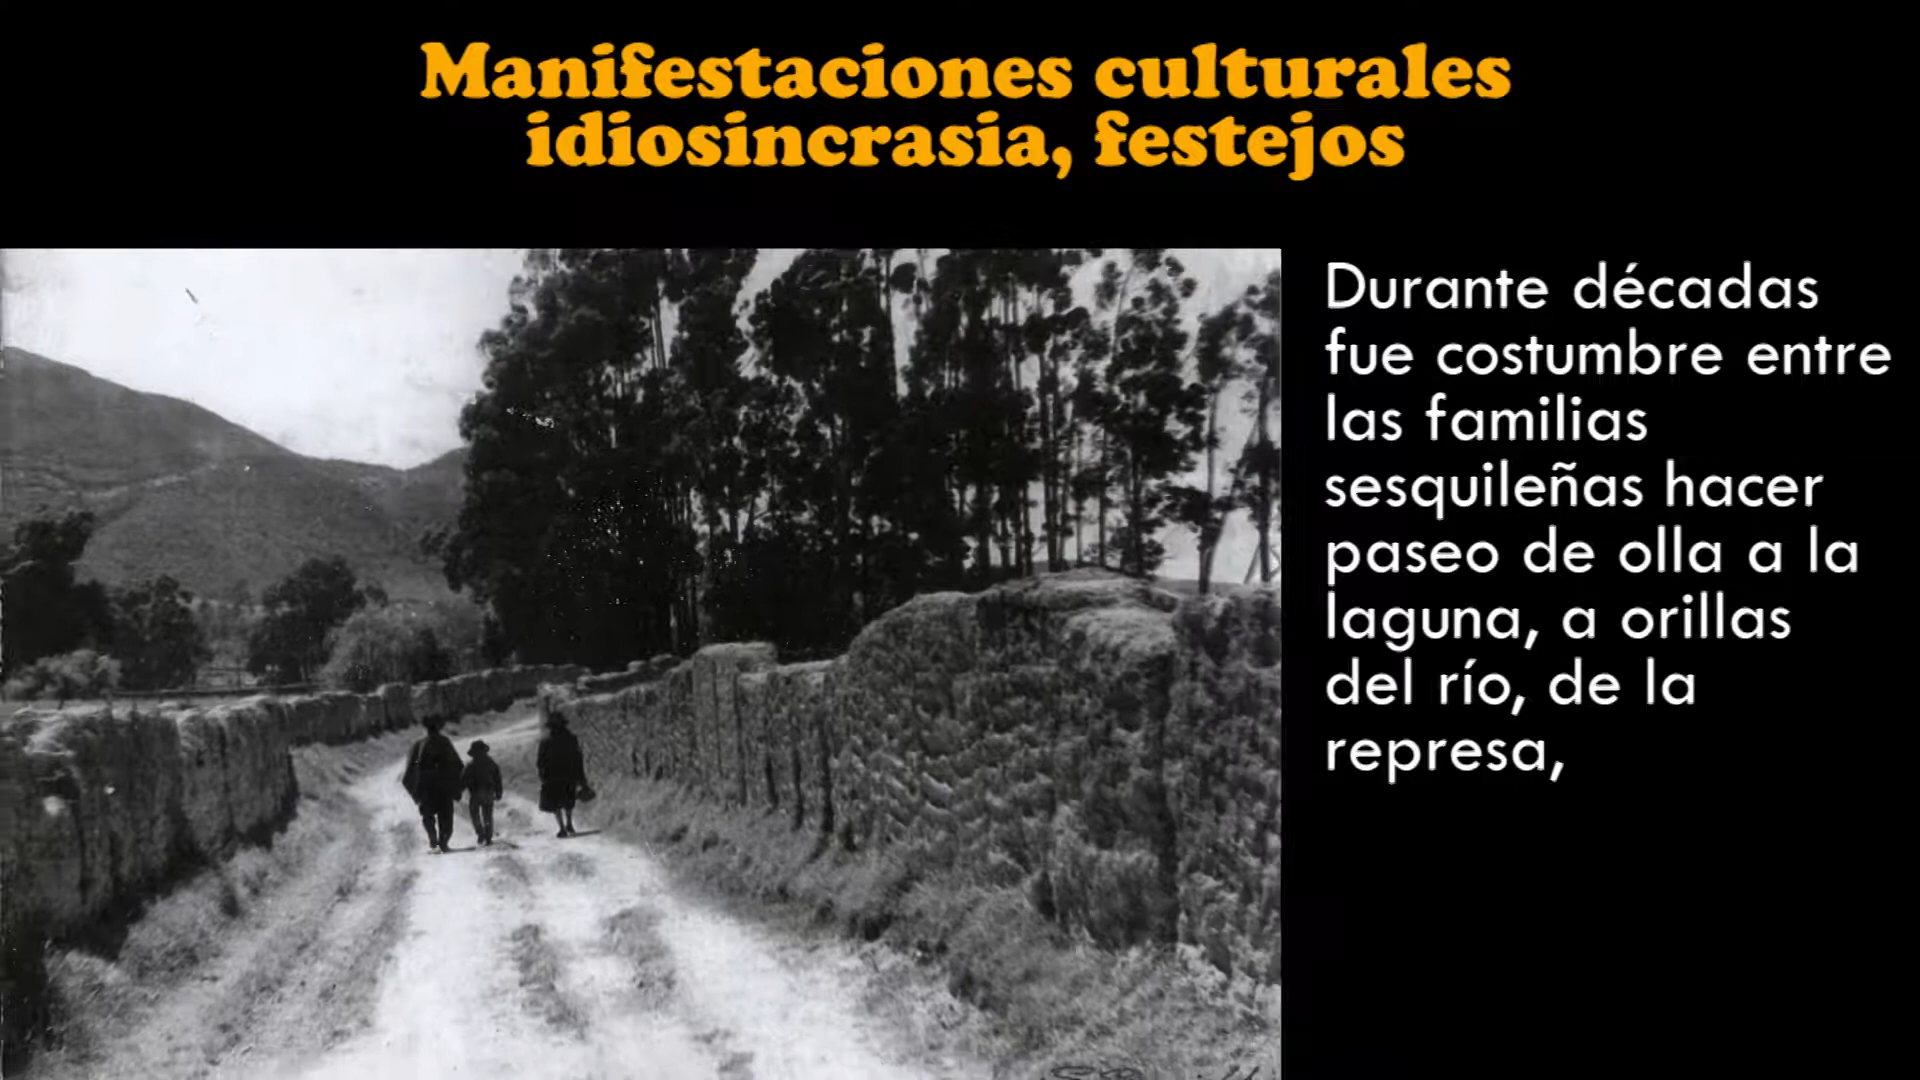 Manifestaciones culturales
idiosincrasia, festejos
Durante décadas
fue costumbre entre
las familias
sesquileñas hacer
paseo de olla a la
laguna, a orillas
del río, de la
represa,